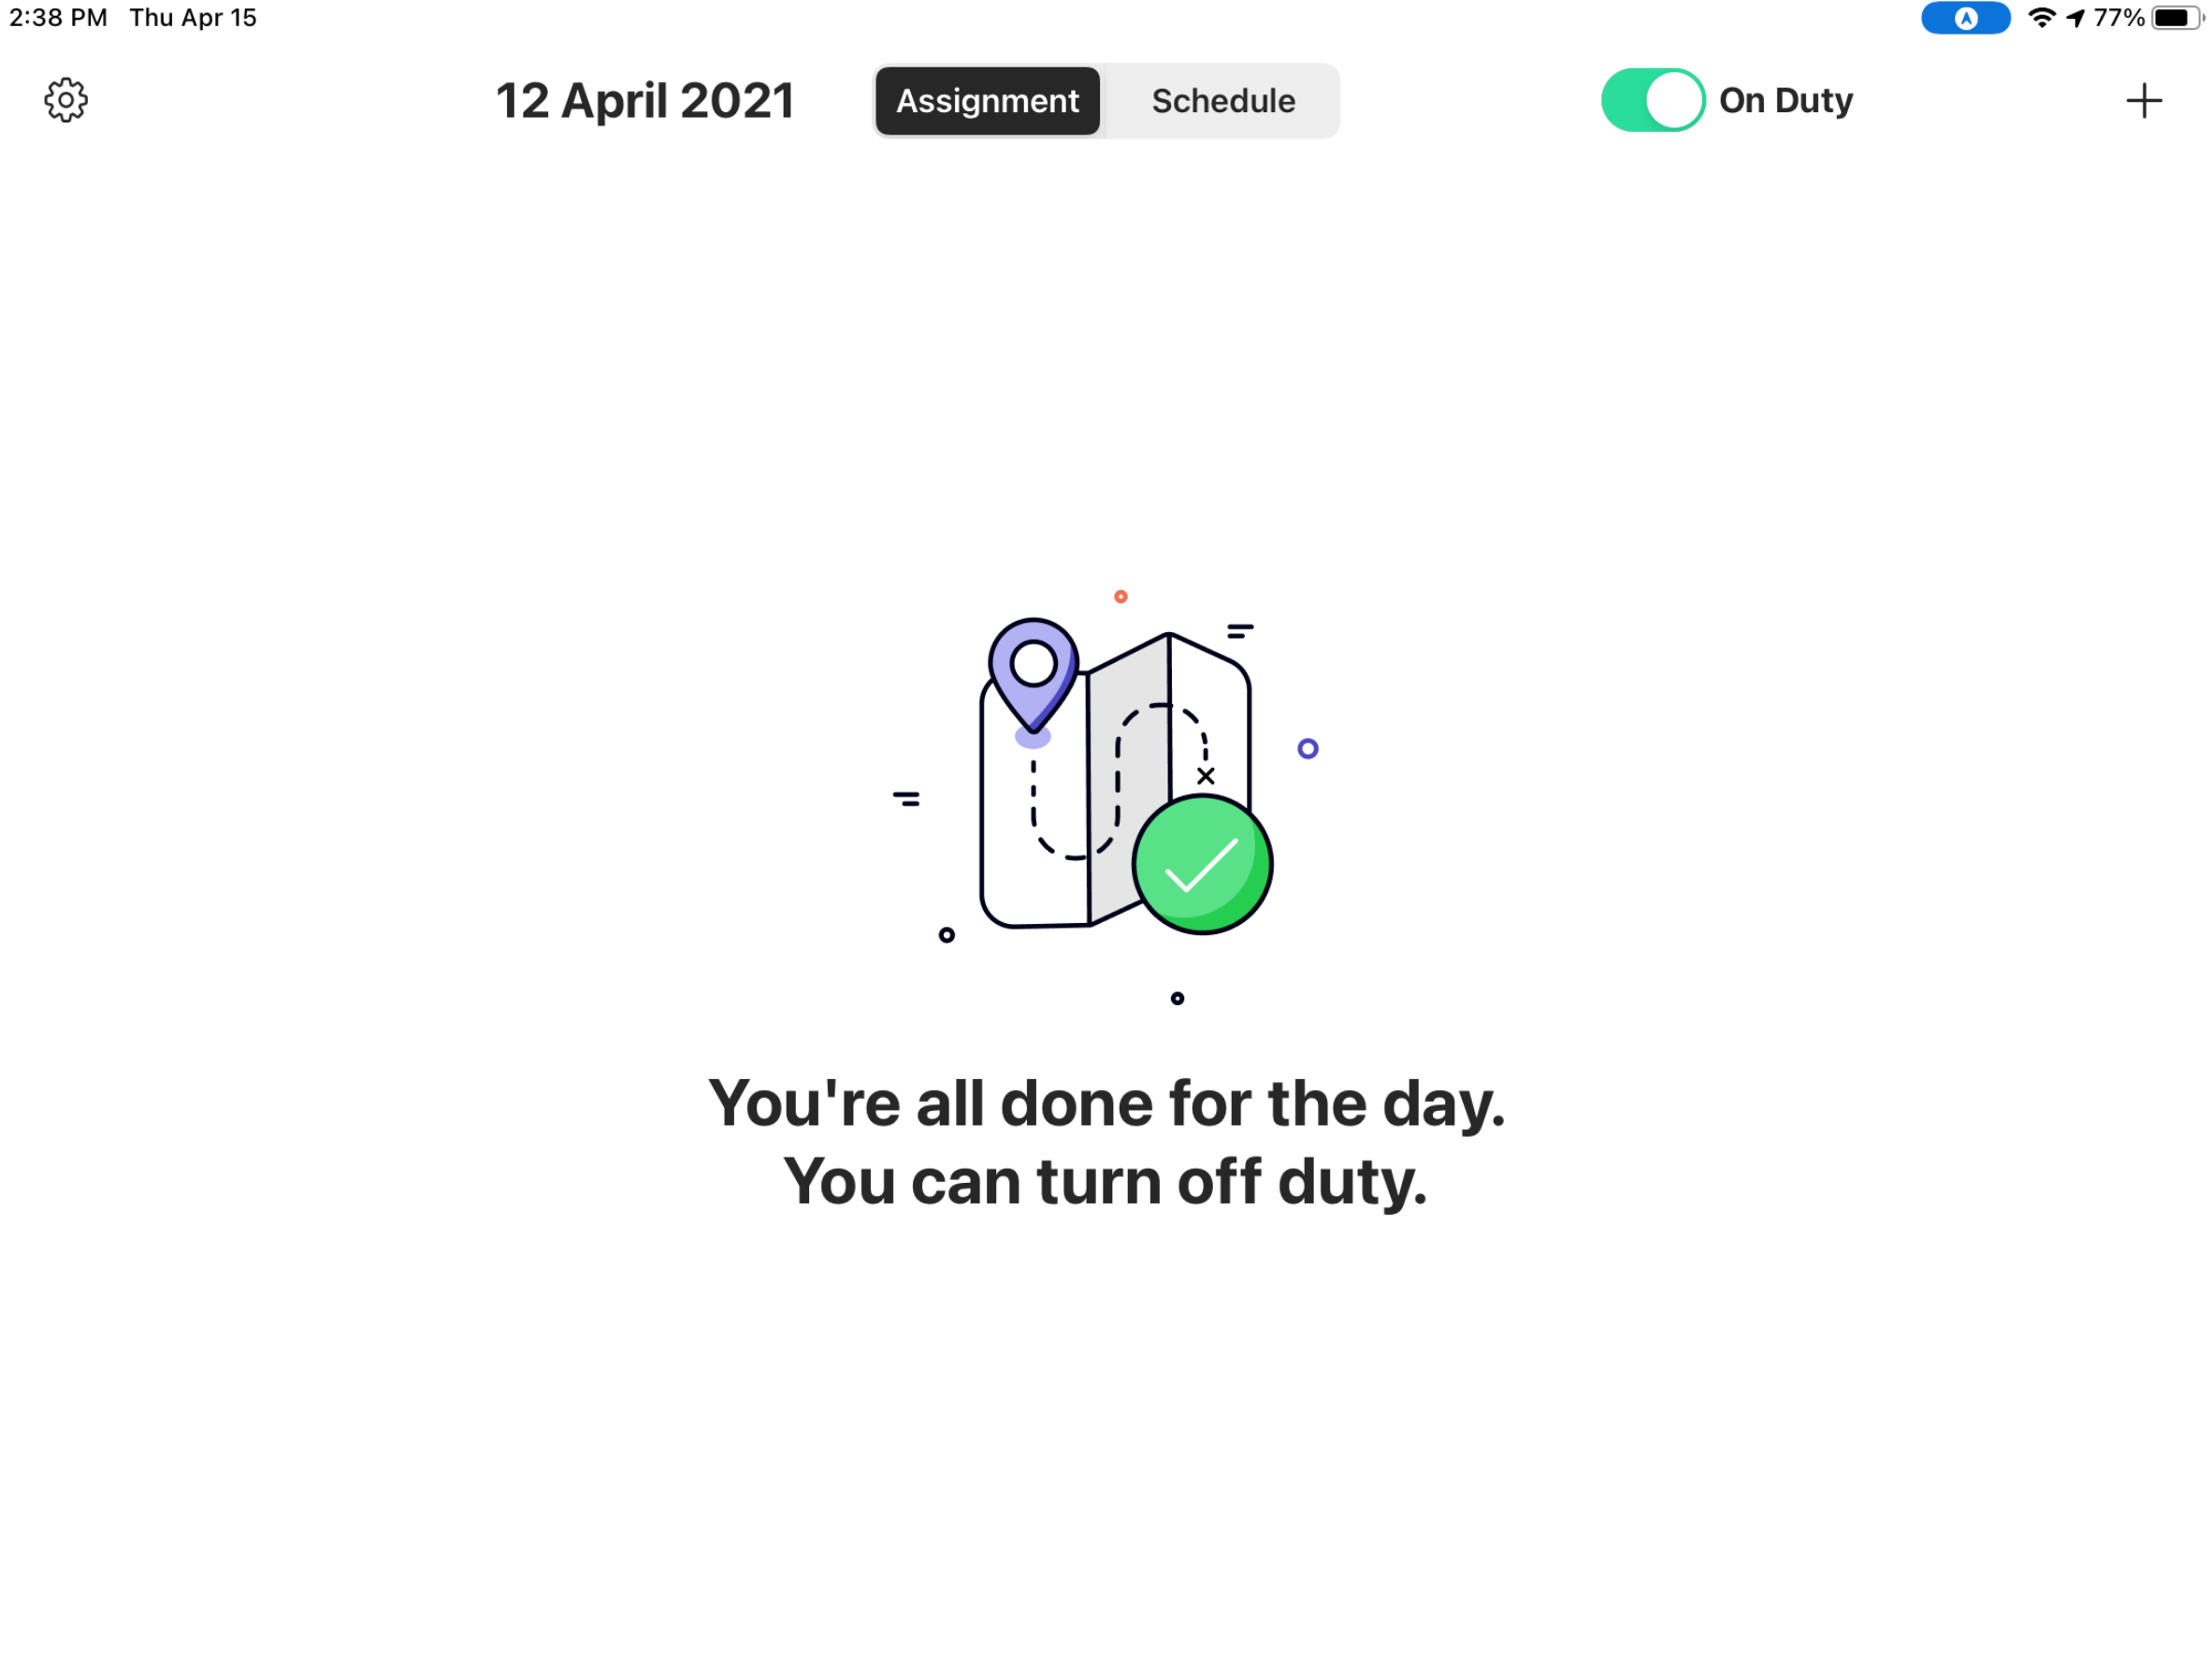 2:38 PM Thu Apr 15
77%
12 April 2021
Assignment
Schedule
On Duty
You're all done for the day.
You can turn off duty.